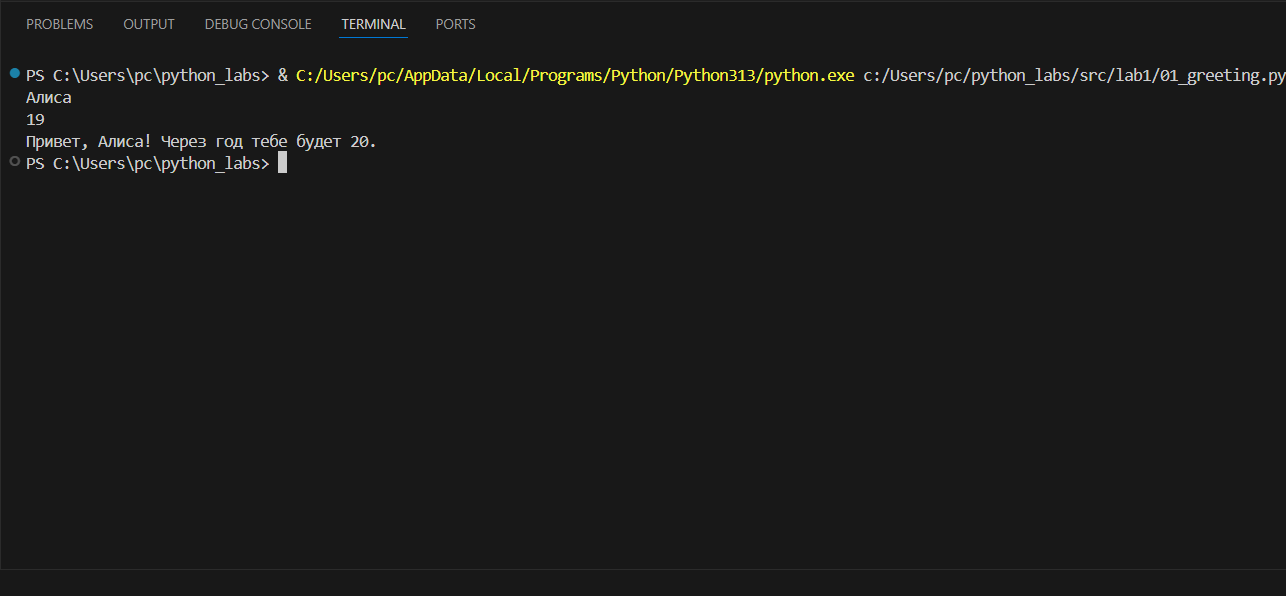 PROBLEMS OUTPUT DEBUG CONSOLE TERMINAL PORTS
PS C:\Users\pc\python_labs> & C:/Users/pc/AppData/Local/Programs/Python/Python313/python.exe c:/Users/pc/python_labs/src/lab1/01_greeting.py
Алиса
19
Привет, Алиса! Через год тебе будет 20.
PS C:\Users\pc\python_labs>